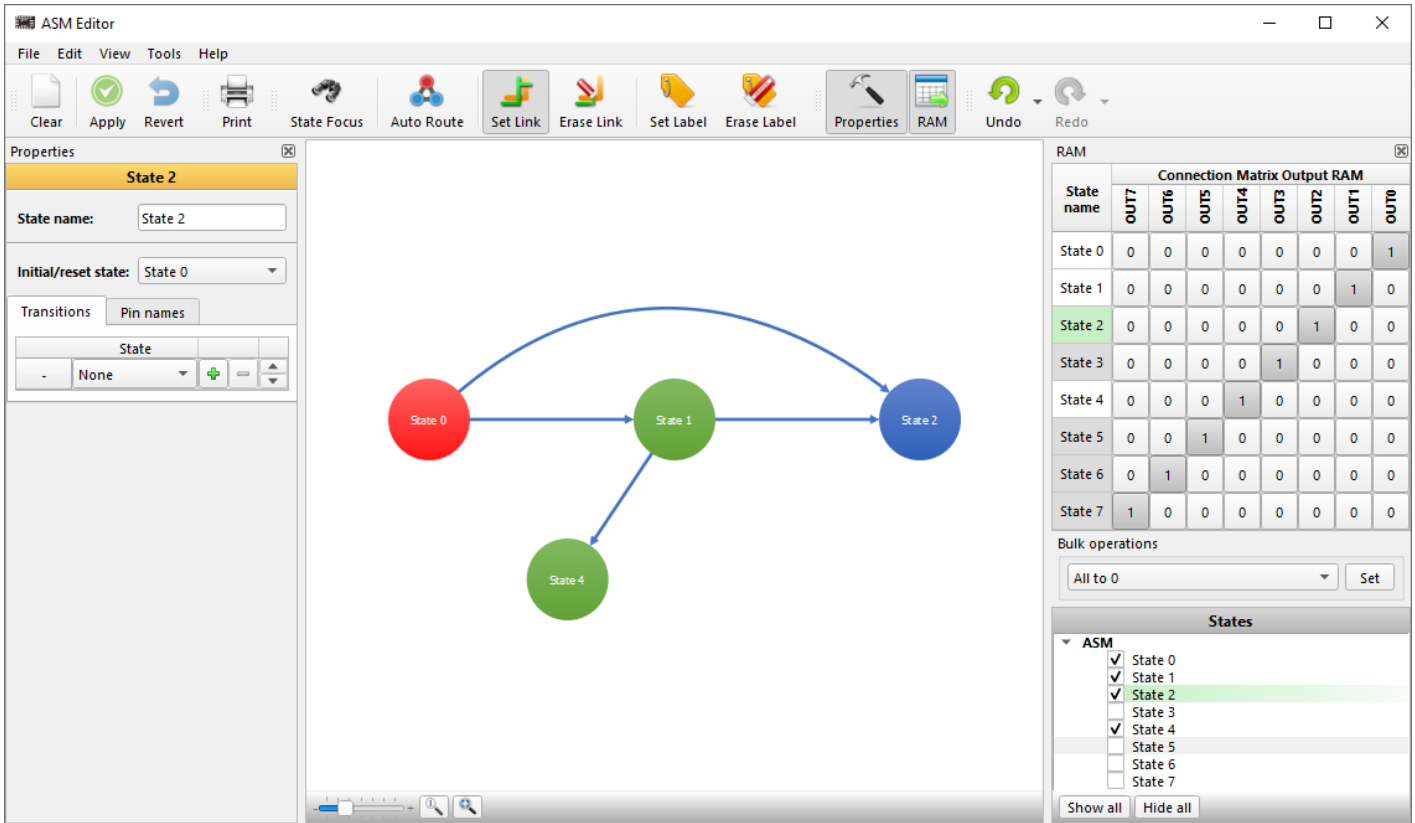 ASM Editor
File Edit View Tools Help
Clear Apply Revert Print State Focus Auto Route Set Link Erase Link Set Label Erase Label Properties RAM Undo Redo
Properties
State 2
State name: State 2
Initial/reset state: State 0
Transitions Pin names
State
- None
State 0
State 1
State 2
State 4
- +
RAM
State name
Connection Matrix Output RAM
OUT7 OUT6 OUT5 OUT4 OUT3 OUT2 OUT1 OUT0
State 0 0 0 0 0 0 0 0 1
State 1 0 0 0 0 0 0 1 0
State 2 0 0 0 0 0 1 0 0
State 3 0 0 0 0 1 0 0 0
State 4 0 0 0 1 0 0 0 0
State 5 0 0 1 0 0 0 0 0
State 6 0 1 0 0 0 0 0 0
State 7 1 0 0 0 0 0 0 0
Bulk operations
All to 0 Set
States
ASM
State 0
State 1
State 2
State 3
State 4
State 5
State 6
State 7
Show all Hide all